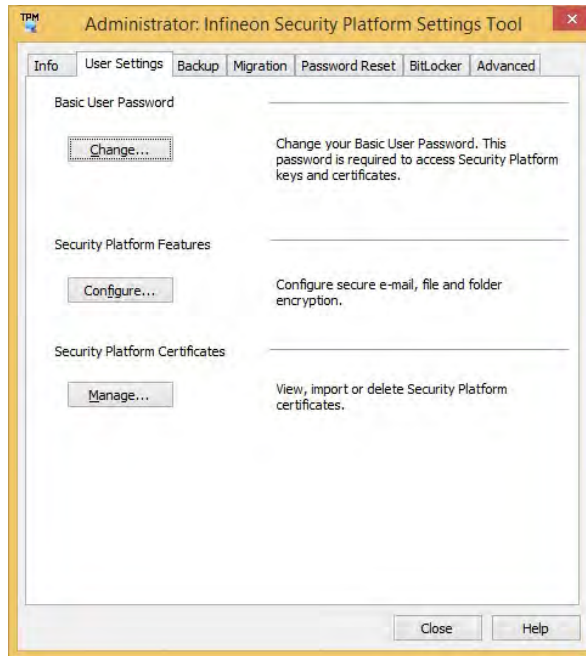 TPM
Administrator: Infineon Security Platform Settings Tool
Info User Settings Backup Migration Password Reset BitLocker Advanced
Basic User Password
Change...
Change your Basic User Password. This
password is required to access Security Platform
keys and certificates.
Security Platform Features
Configure...
Configure secure e-mail, file and folder
encryption.
Security Platform Certificates
Manage...
View, import or delete Security Platform
certificates.
Close Help